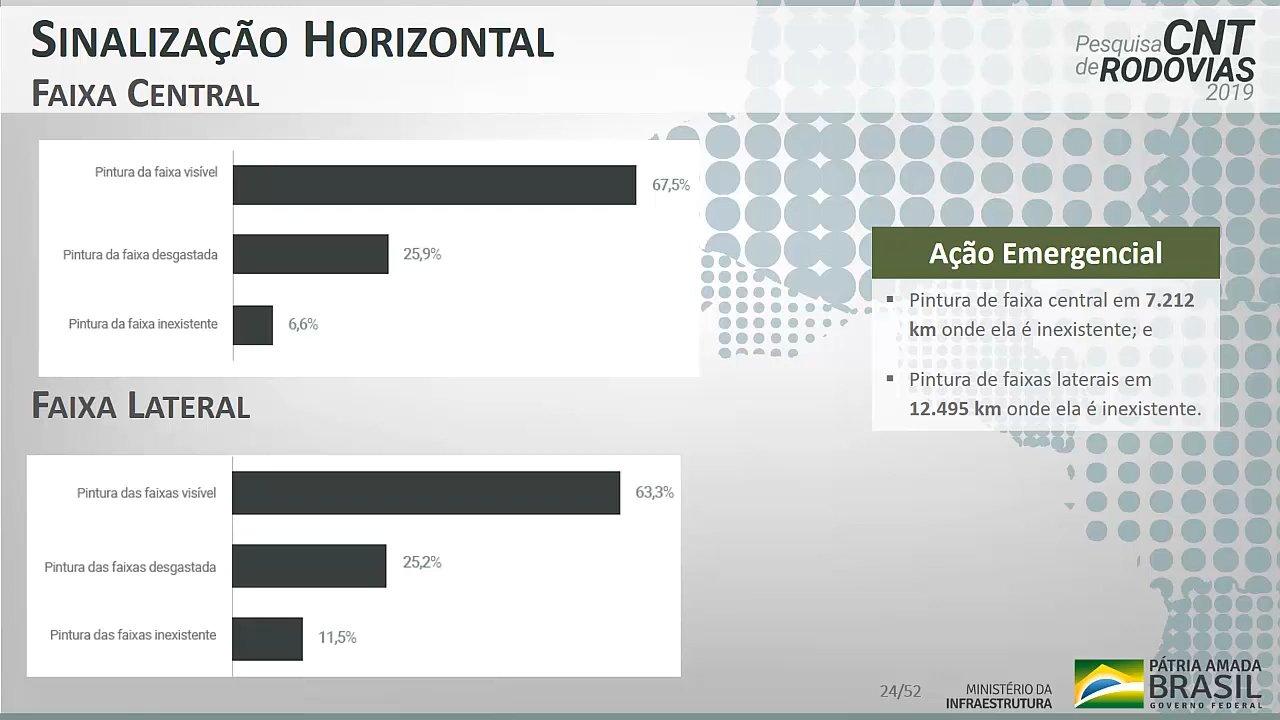 SINALIZAÇÃO HORIZONTAL
FAIXA CENTRAL
Pesquisa CNT
de RODOVIAS
2019
Pintura da faixa visível
67,5%
Pintura da faixa desgastada
25,9%
Pintura da faixa inexistente
6,6%
Ação Emergencial
▪ Pintura de faixa central em 7.212
km onde ela é inexistente; e
▪ Pintura de faixas laterais em
12.495 km onde ela é inexistente.
FAIXA LATERAL
Pintura das faixas visível
63,3%
Pintura das faixas desgastada
25,2%
Pintura das faixas inexistente
11,5%
24/52
MINISTÉRIO DA
INFRAESTRUTURA
PÁTRIA AMADA
BRASIL
GOVERNO FEDERAL